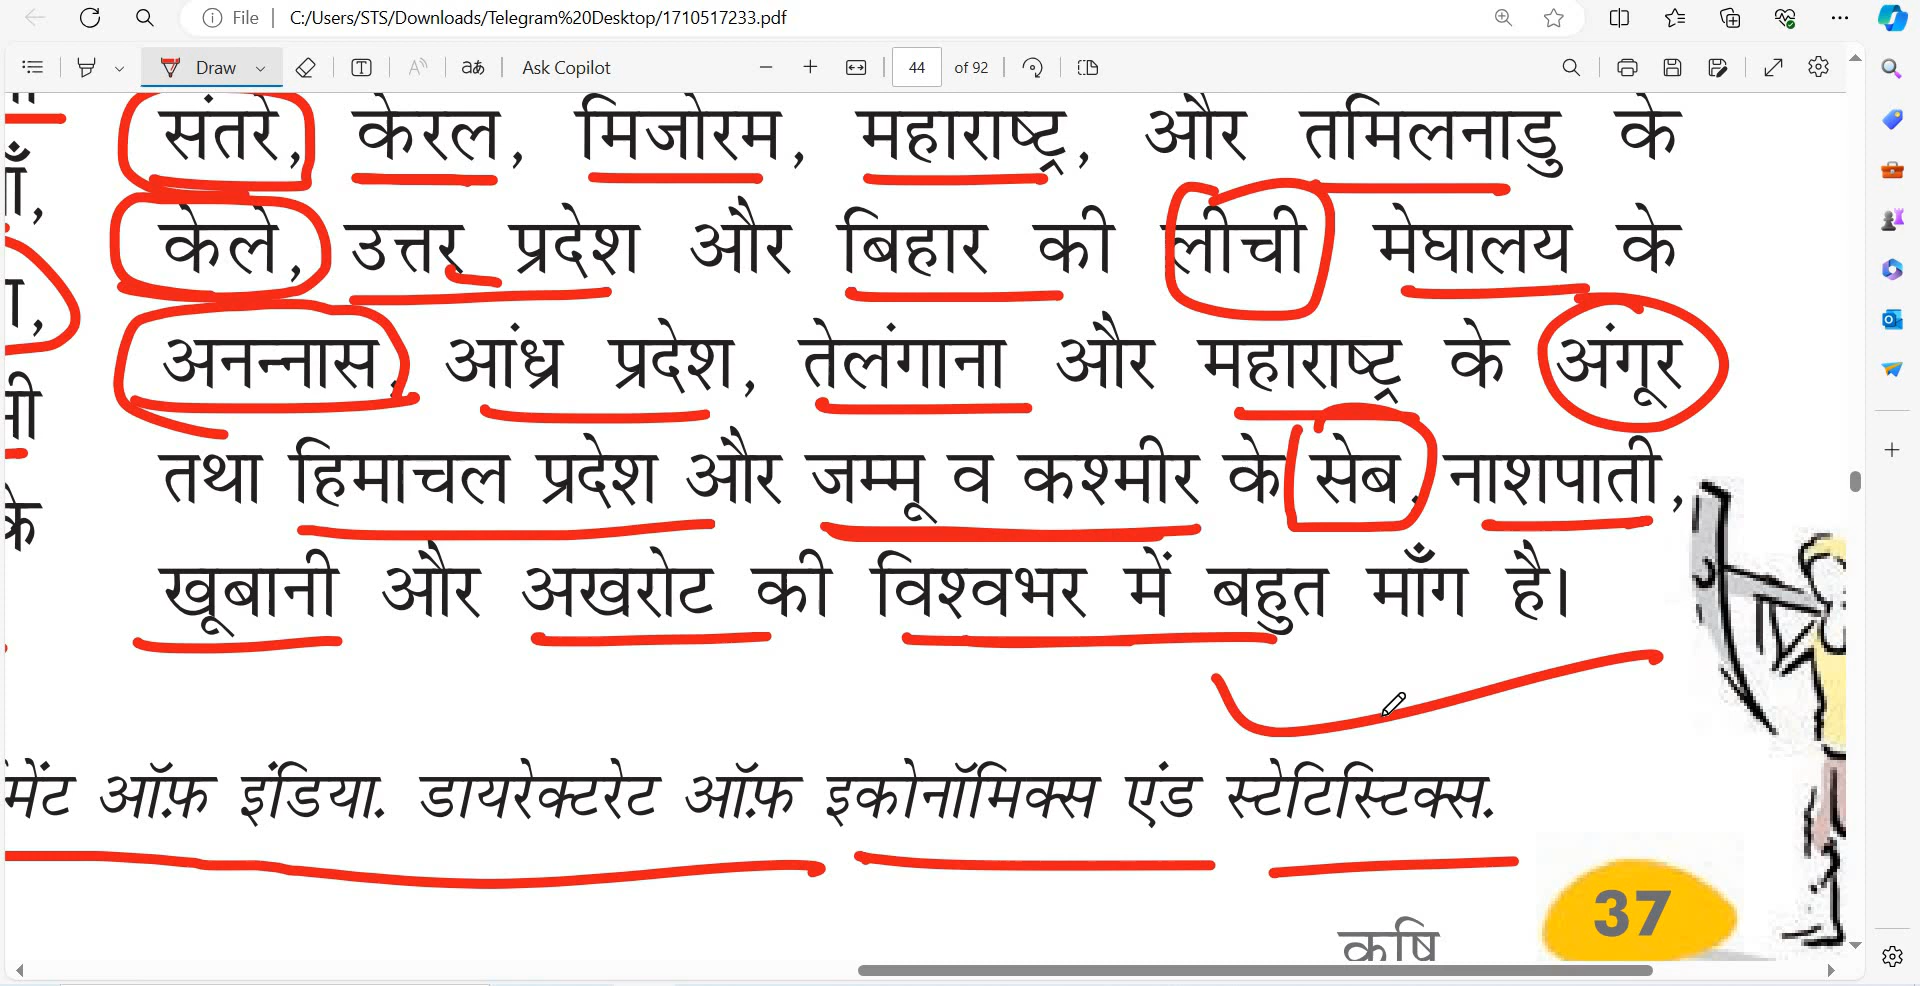 File C:/Users/STS/Downloads/Telegram%20Desktop/1710517233.pdf
Draw T aあ Ask Copilot 44 of 92
संतरे, केरल, मिजोरम, महाराष्ट्र, और तमिलनाडु के
केले, उत्तर प्रदेश और बिहार की लीची मेघालय के
अनन्नास, आंध्र प्रदेश, तेलंगाना और महाराष्ट्र के अंगूर
तथा हिमाचल प्रदेश और जम्मू व कश्मीर के सेब, नाशपाती,
खूबानी और अखरोट की विश्वभर में बहुत माँग है।
मेंट ऑफ़ इंडिया. डायरेक्टरेट ऑफ़ इकोनॉमिक्स एंड स्टेटिस्टिक्स.
37
कृषि